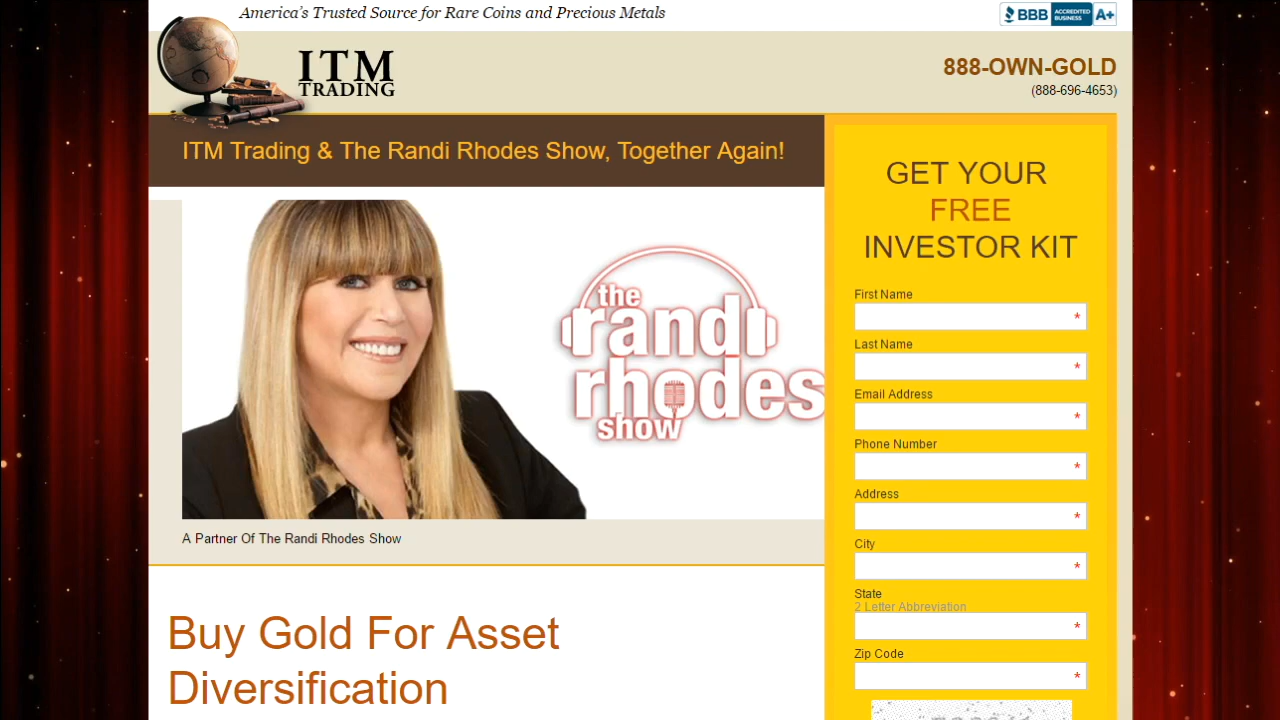 America's Trusted Source for Rare Coins and Precious Metals
BBB ACCREDITED BUSINESS A+
ITM
TRADING
888-OWN-GOLD
(888-696-4653)
ITM Trading & The Randi Rhodes Show, Together Again!
the
randi
rhodes
show
A Partner Of The Randi Rhodes Show
Buy Gold For Asset
Diversification
GET YOUR
FREE
INVESTOR KIT
First Name
*
Last Name
*
Email Address
*
Phone Number
*
Address
*
City
*
State
2 Letter Abbreviation
*
Zip Code
*